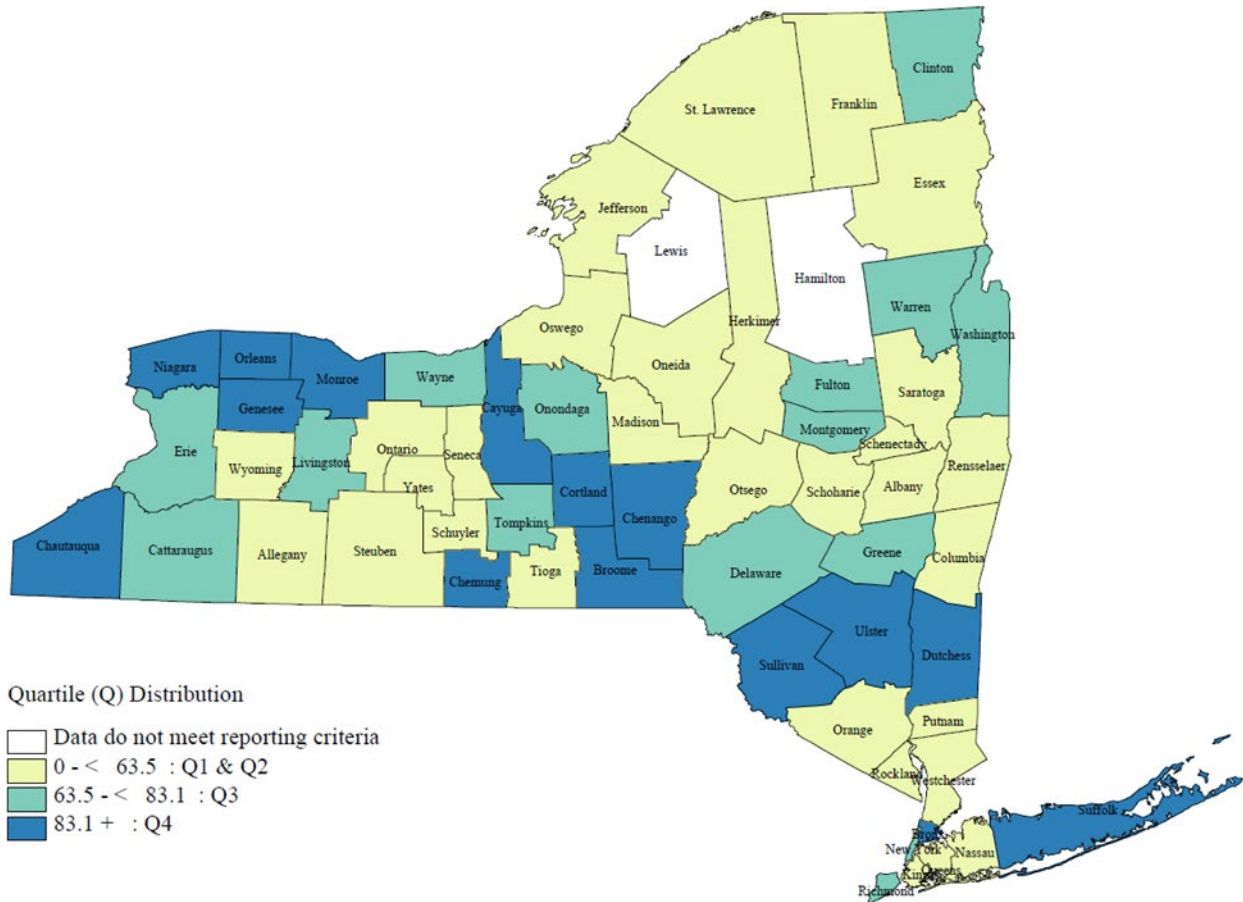 Clinton
St. Lawrence
Franklin
Essex
Jefferson
Lewis
Hamilton
Warren
Washington
Oswego
Herkimer
Oneida
Niagara
Orleans
Monroe
Wayne
Fulton
Saratoga
Genesee
Cayuga
Onondaga
Madison
Montgomery
Schenectady
Erie
Wyoming
Livingston
Ontario
Seneca
Rensselaer
Yates
Cortland
Otsego
Schoharie
Albany
Chenango
Tompkins
Schuyler
Chautauqua
Cattaraugus
Allegany
Steuben
Greene
Columbia
Chemung
Tioga
Broome
Delaware
Ulster
Dutchess
Sullivan
Orange
Putnam
Rockland
Westchester
Suffolk
Bronx
New York
Nassau
Queens
Kings
Richmond
Quartile (Q) Distribution
Data do not meet reporting criteria
0 - < 63.5 : Q1 & Q2
63.5 - < 83.1 : Q3
83.1 + : Q4